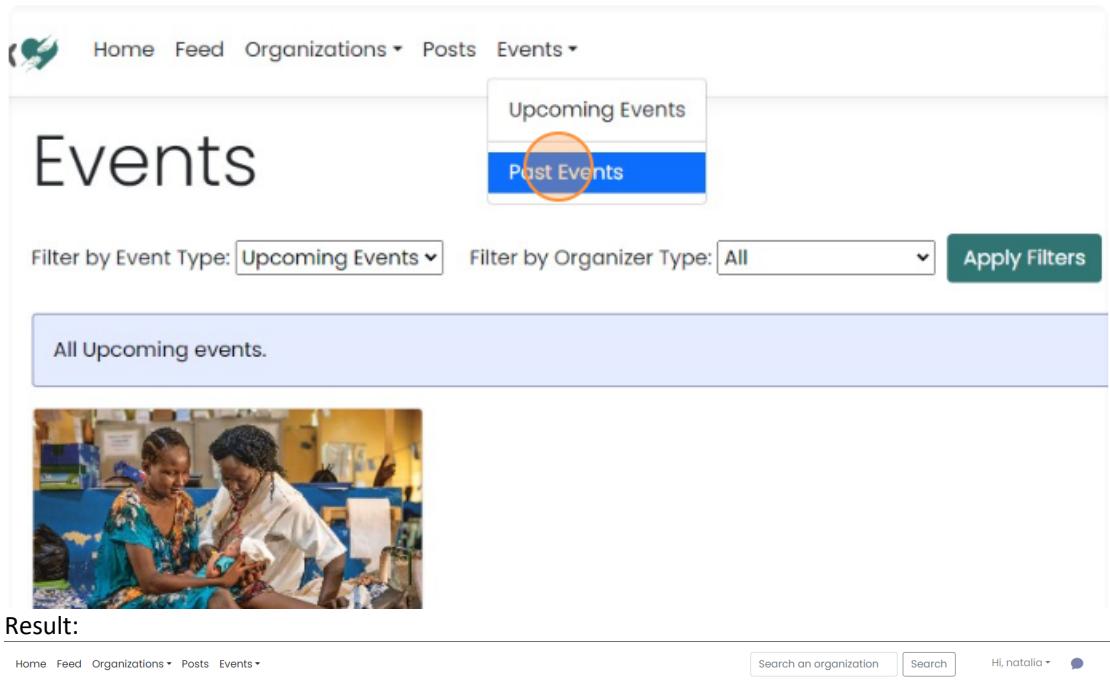 Home Feed Organizations Posts Events
Upcoming Events
Past Events
Events
Filter by Event Type: Upcoming Events Filter by Organizer Type: All Apply Filters
All Upcoming events.
Result:
Home Feed Organizations Posts Events Search an organization Search Hi, natalia